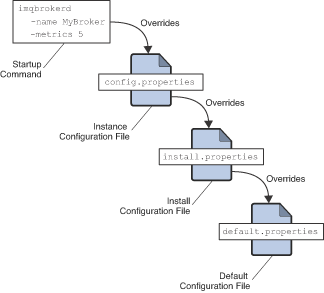 imqbrokerd
-name MyBroker
-metrics 5
Overrides
Startup
Command
config.properties
Overrides
Instance
Configuration File
install.properties
Overrides
Install
Configuration File
default.properties
Default
Configuration File